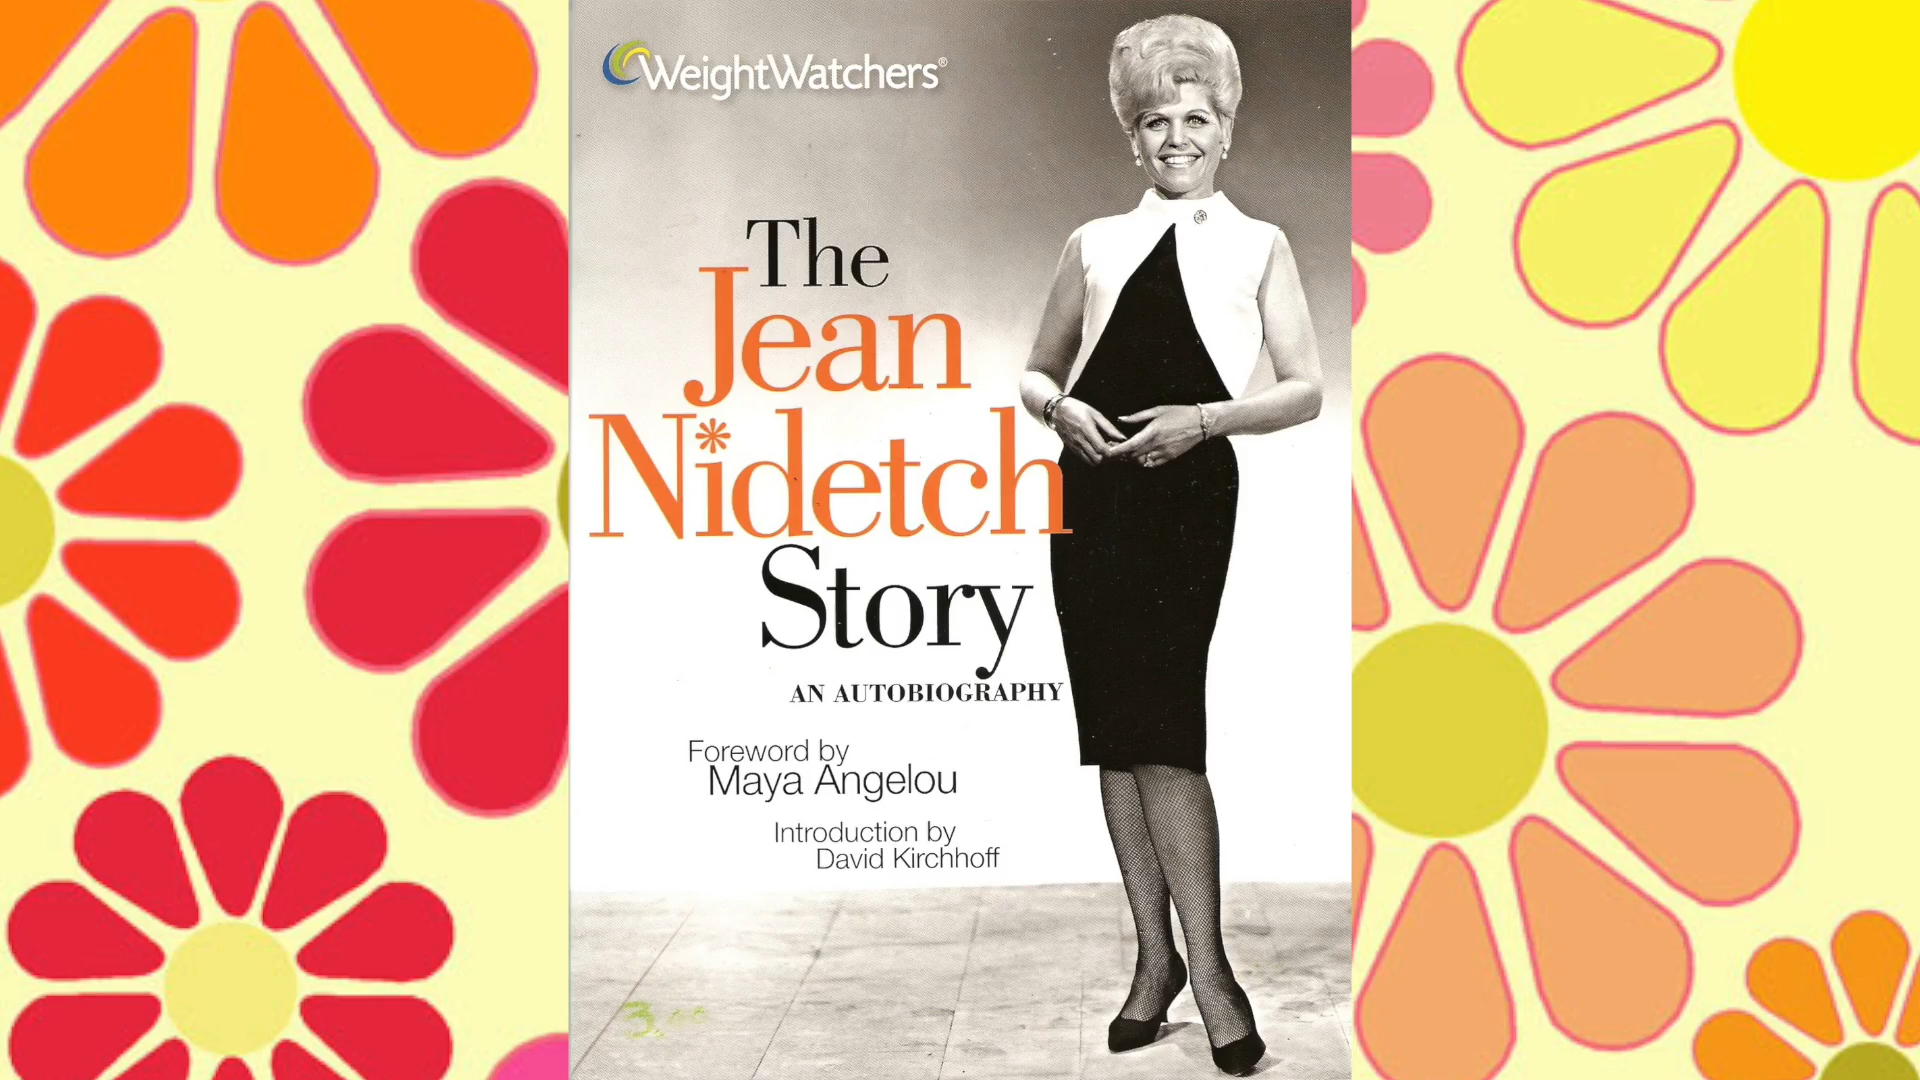 WeightWatchers®
The
Jean
Nidetch
Story
AN AUTOBIOGRAPHY
Foreword by
Maya Angelou
Introduction by
David Kirchhoff